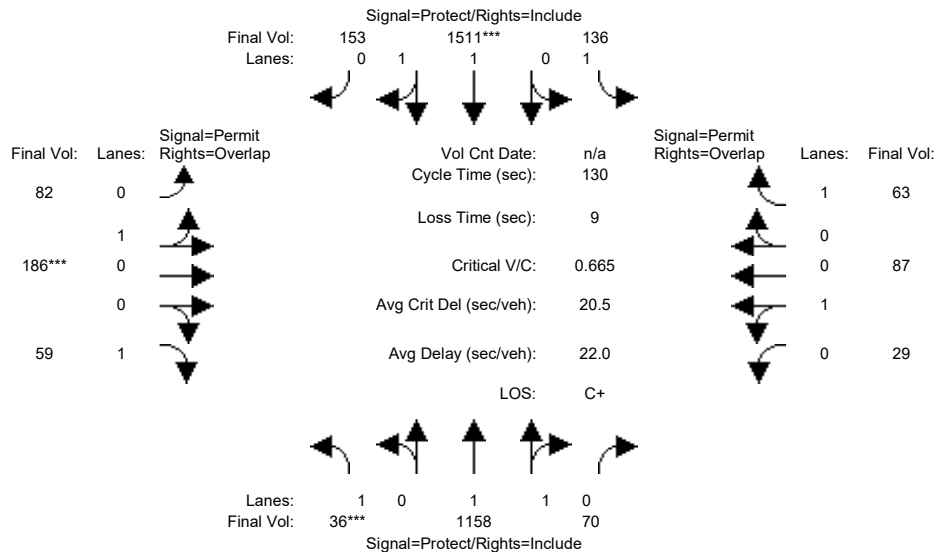 Signal=Protect/Rights=Include
Final Vol: 153 1511*** 136
Lanes: 0 1 1 0 1
Signal=Permit Signal=Permit
Final Vol: Lanes: Rights=Overlap Vol Cnt Date: n/a Rights=Overlap Lanes: Final Vol:
Cycle Time (sec): 130
82 0 1 63
Loss Time (sec): 9
1 0
186*** 0 Critical V/C: 0.665 0 87
0 Avg Crit Del (sec/veh): 20.5 1
59 1 Avg Delay (sec/veh): 22.0 0 29
LOS: C+
Lanes: 1 0 1 1 0
Final Vol: 36*** 1158 70
Signal=Protect/Rights=Include